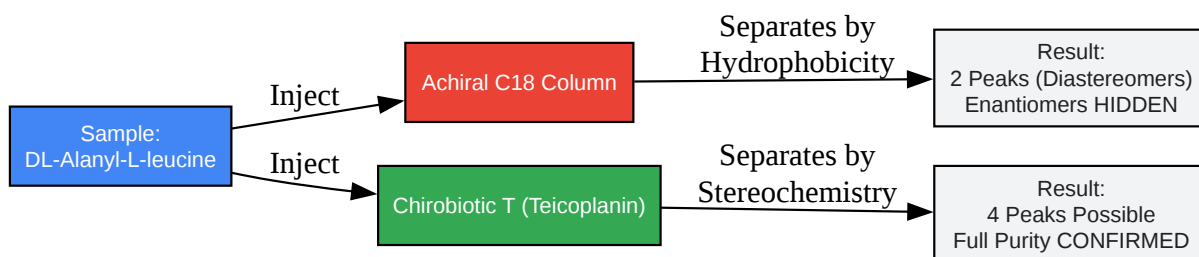 Sample:
DL-Alanyl-L-leucine
Inject
Inject
Achiral C18 Column
Chirobiotic T (Teicoplanin)
Separates by
Hydrophobicity
Separates by
Stereochemistry
Result:
2 Peaks (Diastereomers)
Enantiomers HIDDEN
Result:
4 Peaks Possible
Full Purity CONFIRMED